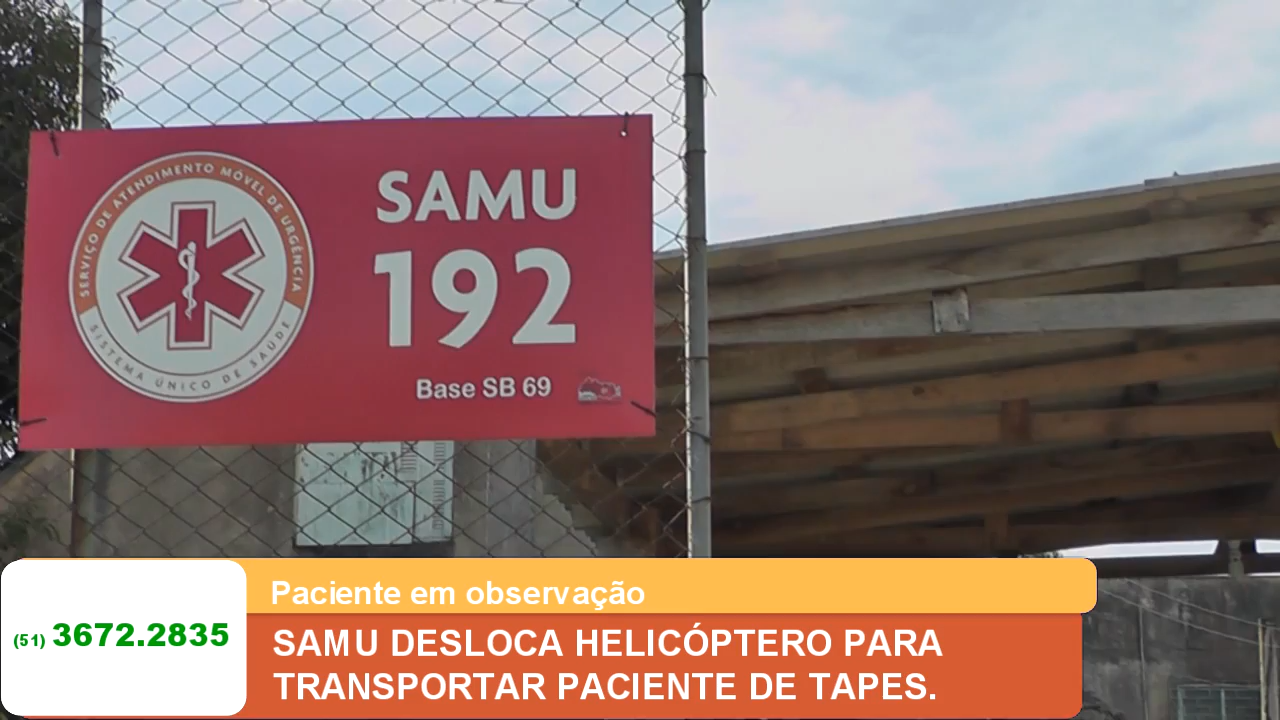 SERVIÇO DE ATENDIMENTO MÓVEL DE URGÊNCIA
SISTEMA ÚNICO DE SAÚDE
SAMU
192
Base SB 69
Paciente em observação
(51) 3672.2835
SAMU DESLOCA HELICÓPTERO PARA
TRANSPORTAR PACIENTE DE TAPES.